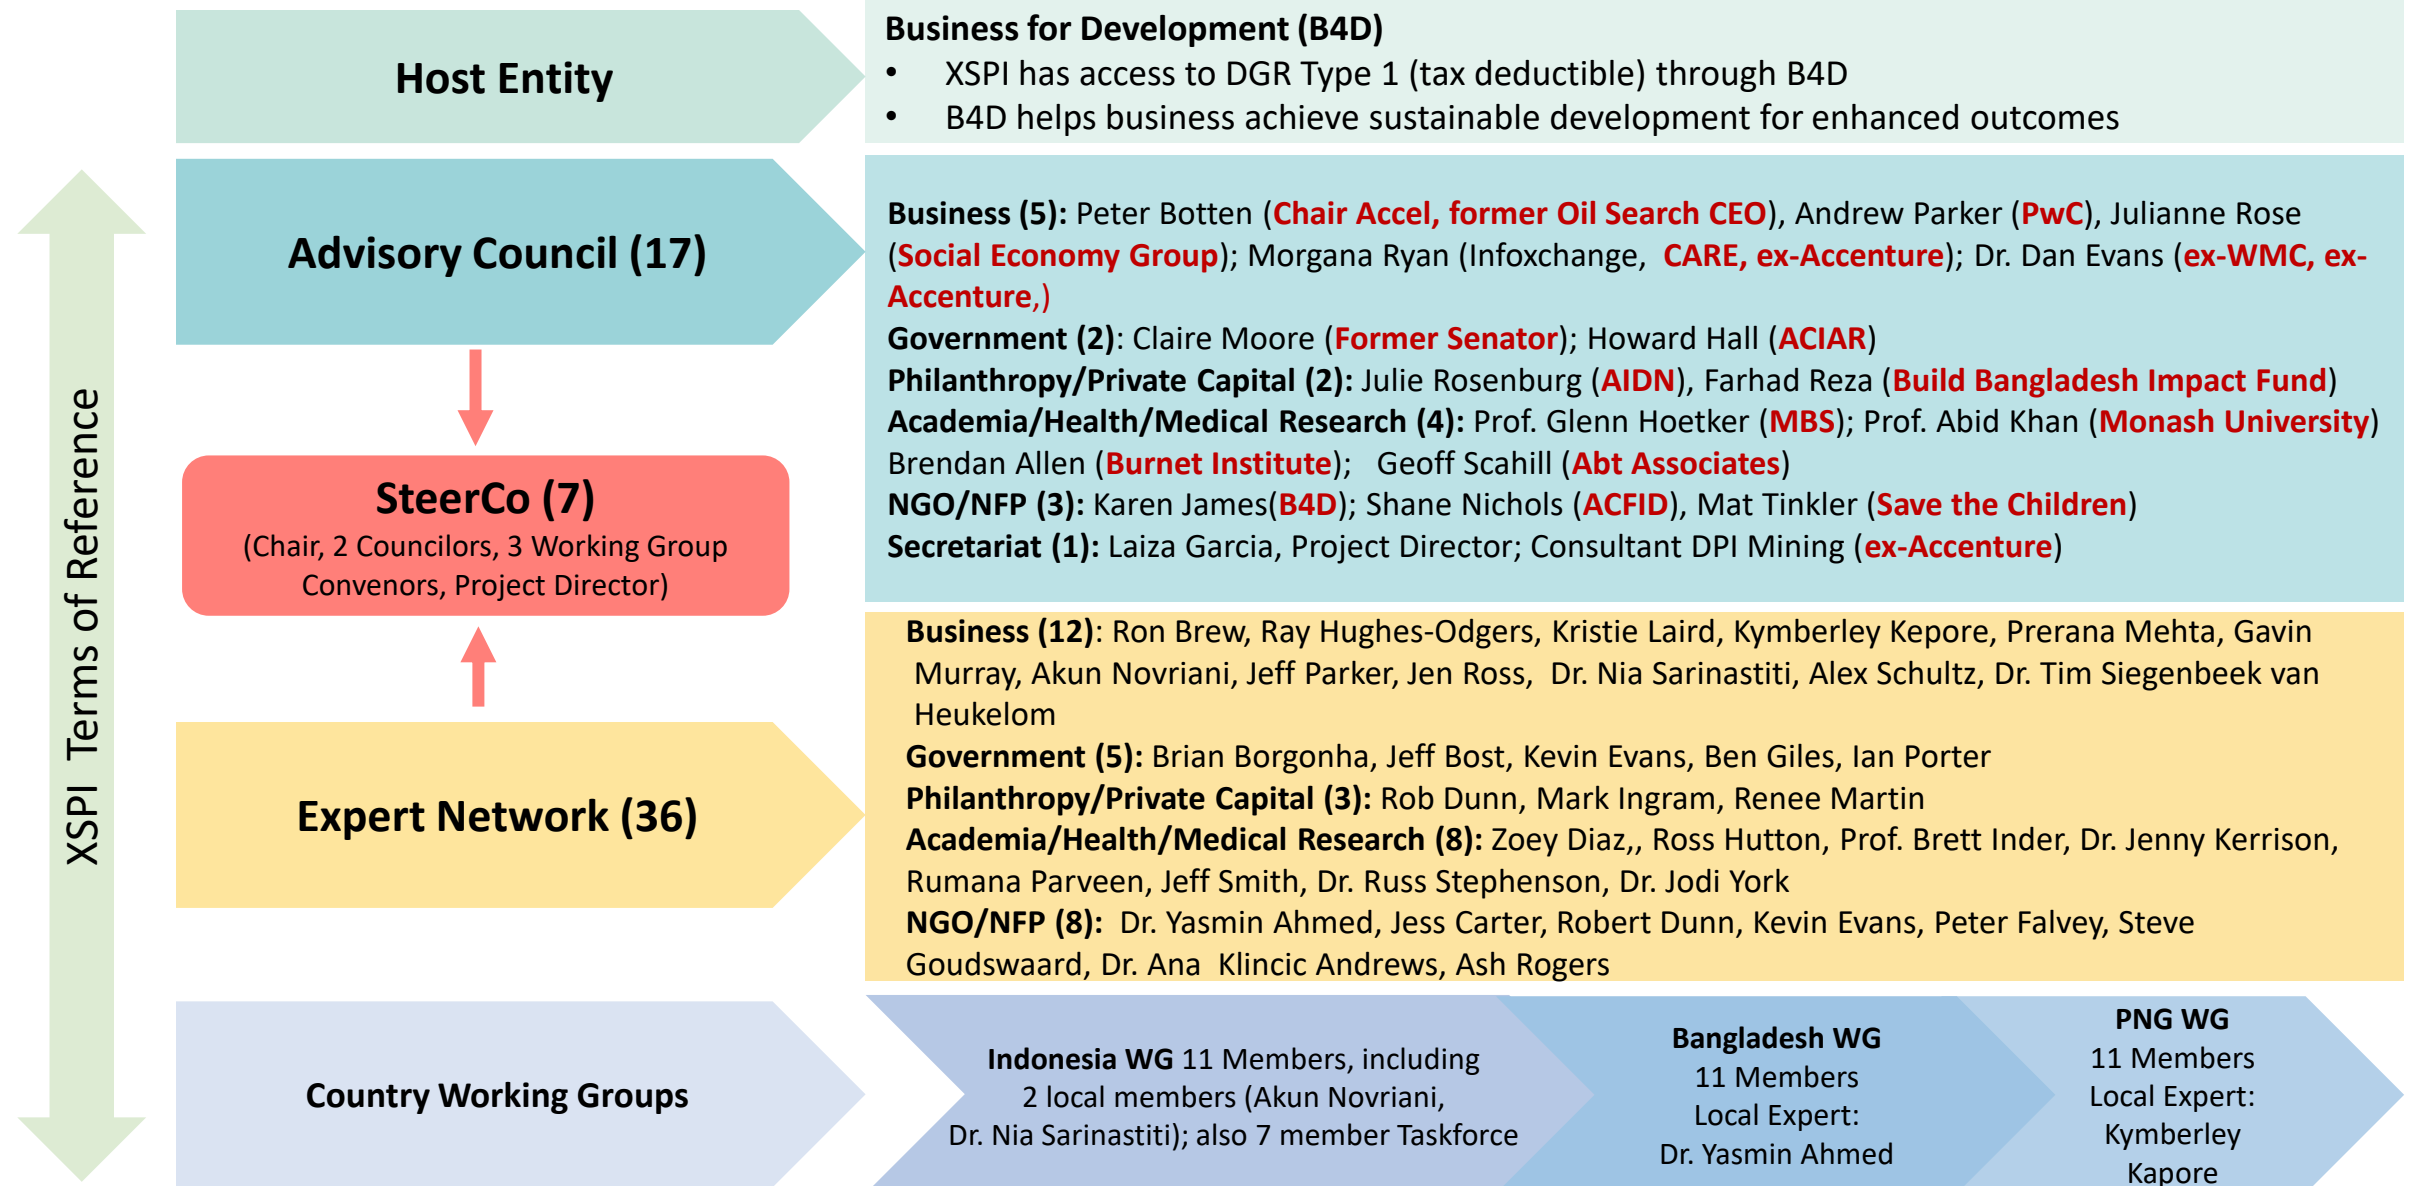 Host Entity
Business for Development (B4D)
• XSPI has access to DGR Type 1 (tax deductible) through B4D
• B4D helps business achieve sustainable development for enhanced outcomes
XSPI Terms of Reference
Advisory Council (17)
Business (5): Peter Botten (Chair Accel, former Oil Search CEO), Andrew Parker (PwC), Julianne Rose
(Social Economy Group); Morgana Ryan (Infoxchange, CARE, ex-Accenture); Dr. Dan Evans (ex-WMC, ex-
Accenture,)
Government (2): Claire Moore (Former Senator); Howard Hall (ACIAR)
Philanthropy/Private Capital (2): Julie Rosenburg (AIDN), Farhad Reza (Build Bangladesh Impact Fund)
Academia/Health/Medical Research (4): Prof. Glenn Hoetker (MBS); Prof. Abid Khan (Monash University)
Brendan Allen (Burnet Institute); Geoff Scahill (Abt Associates)
NGO/NFP (3): Karen James(B4D); Shane Nichols (ACFID), Mat Tinkler (Save the Children)
Secretariat (1): Laiza Garcia, Project Director; Consultant DPI Mining (ex-Accenture)
SteerCo (7)
(Chair, 2 Councilors, 3 Working Group
Convenors, Project Director)
Expert Network (36)
Business (12): Ron Brew, Ray Hughes-Odgers, Kristie Laird, Kymberley Kepore, Prerana Mehta, Gavin
Murray, Akun Novriani, Jeff Parker, Jen Ross, Dr. Nia Sarinastiti, Alex Schultz, Dr. Tim Siegenbeek van
Heukelom
Government (5): Brian Borgonha, Jeff Bost, Kevin Evans, Ben Giles, Ian Porter
Philanthropy/Private Capital (3): Rob Dunn, Mark Ingram, Renee Martin
Academia/Health/Medical Research (8): Zoey Diaz,, Ross Hutton, Prof. Brett Inder, Dr. Jenny Kerrison,
Rumana Parveen, Jeff Smith, Dr. Russ Stephenson, Dr. Jodi York
NGO/NFP (8): Dr. Yasmin Ahmed, Jess Carter, Robert Dunn, Kevin Evans, Peter Falvey, Steve
Goudswaard, Dr. Ana Klincic Andrews, Ash Rogers
Country Working Groups
Indonesia WG 11 Members, including
2 local members (Akun Novriani,
Dr. Nia Sarinastiti); also 7 member Taskforce
Bangladesh WG
11 Members
Local Expert:
Dr. Yasmin Ahmed
PNG WG
11 Members
Local Expert:
Kymberley
Kapore